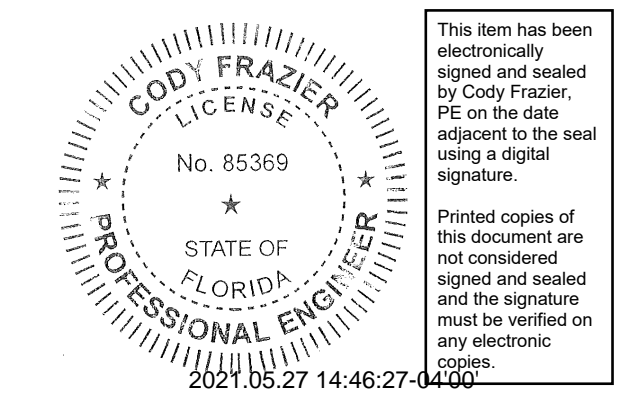 CODY FRAZIER
LICENSE
No. 85369
STATE OF
FLORIDA
PROFESSIONAL ENGINEER
2021.05.27 14:46:27-04'00'
This item has been
electronically
signed and sealed
by Cody Frazier,
PE on the date
adjacent to the seal
using a digital
signature.
Printed copies of
this document are
not considered
signed and sealed
and the signature
must be verified on
any electronic
copies.